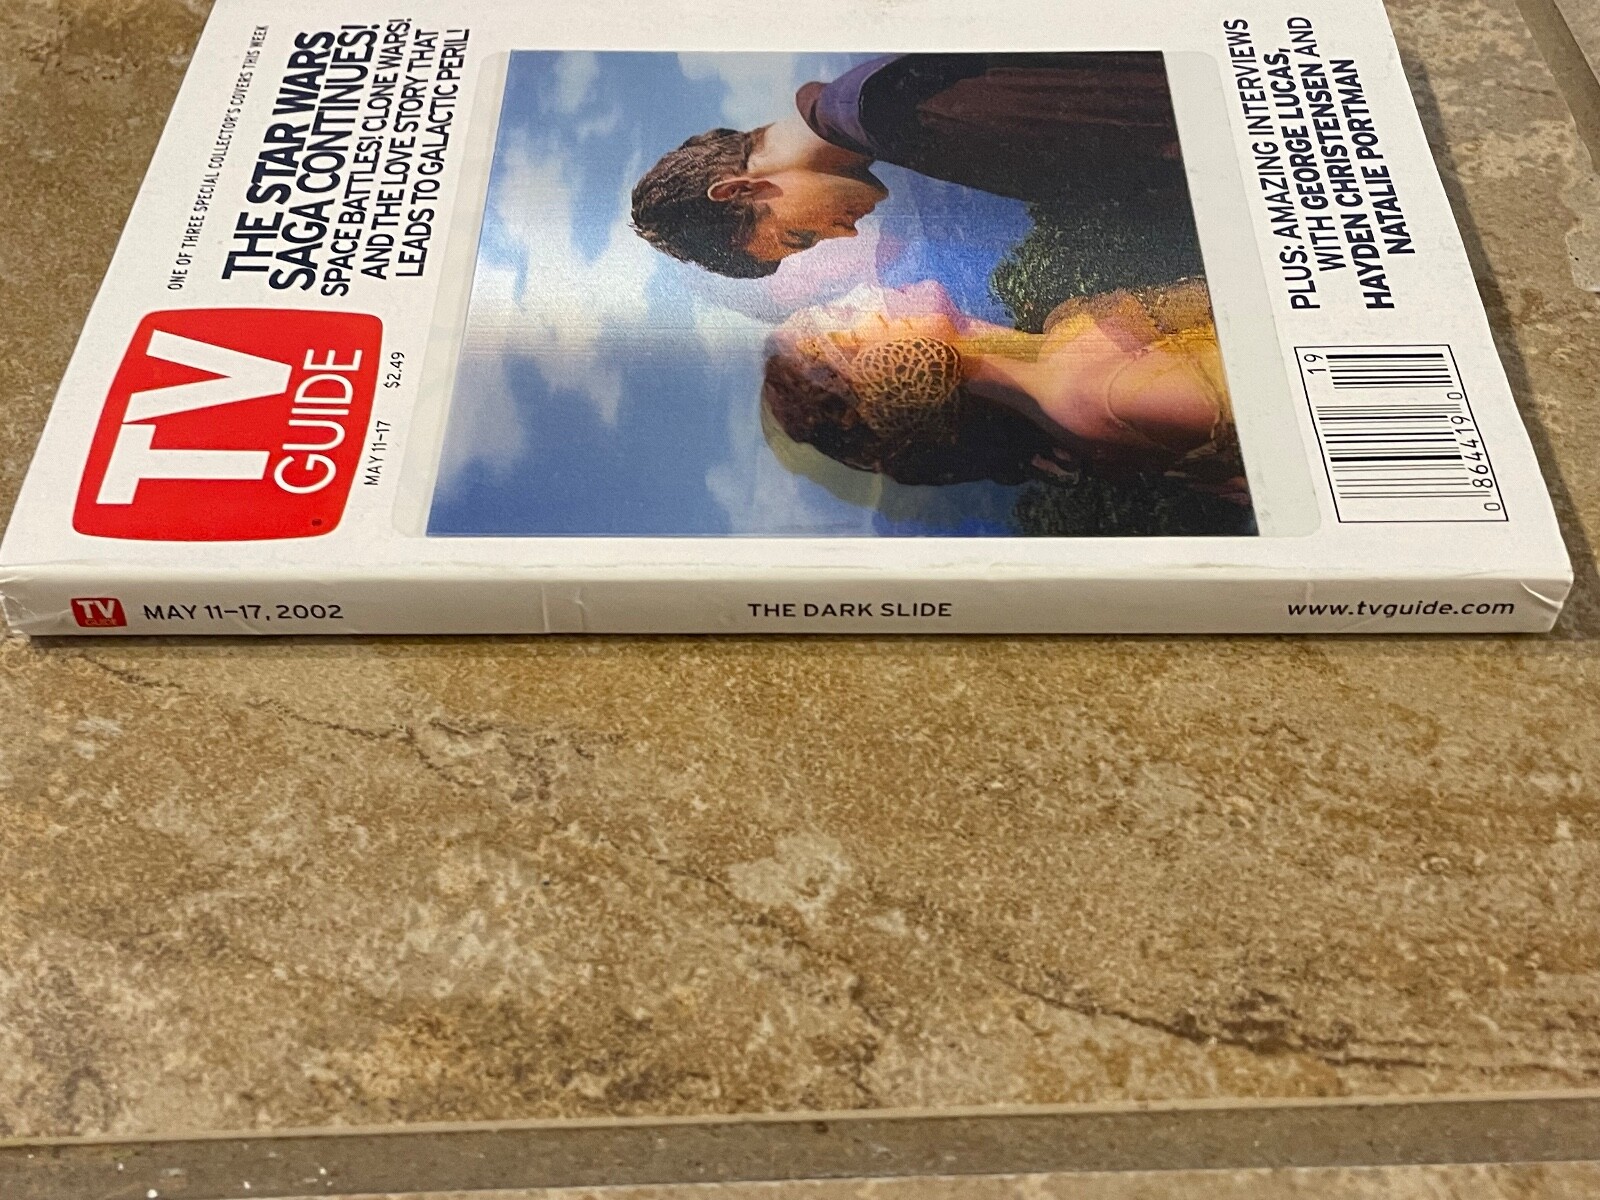 ONE OF THREE SPECIAL COLLECTOR'S COVERS THIS WEEK
THE STAR WARS
SAGA CONTINUES!
SPACE BATTLES! CLONE WARS!
AND THE LOVE STORY THAT
LEADS TO GALACTIC PERIL!
TV
GUIDE
®
MAY 11–17 $2.49
PLUS: AMAZING INTERVIEWS
WITH GEORGE LUCAS,
HAYDEN CHRISTENSEN AND
NATALIE PORTMAN
19
0 86441 9 0
TV
GUIDE
MAY 11–17, 2002
THE DARK SLIDE
www.tvguide.com